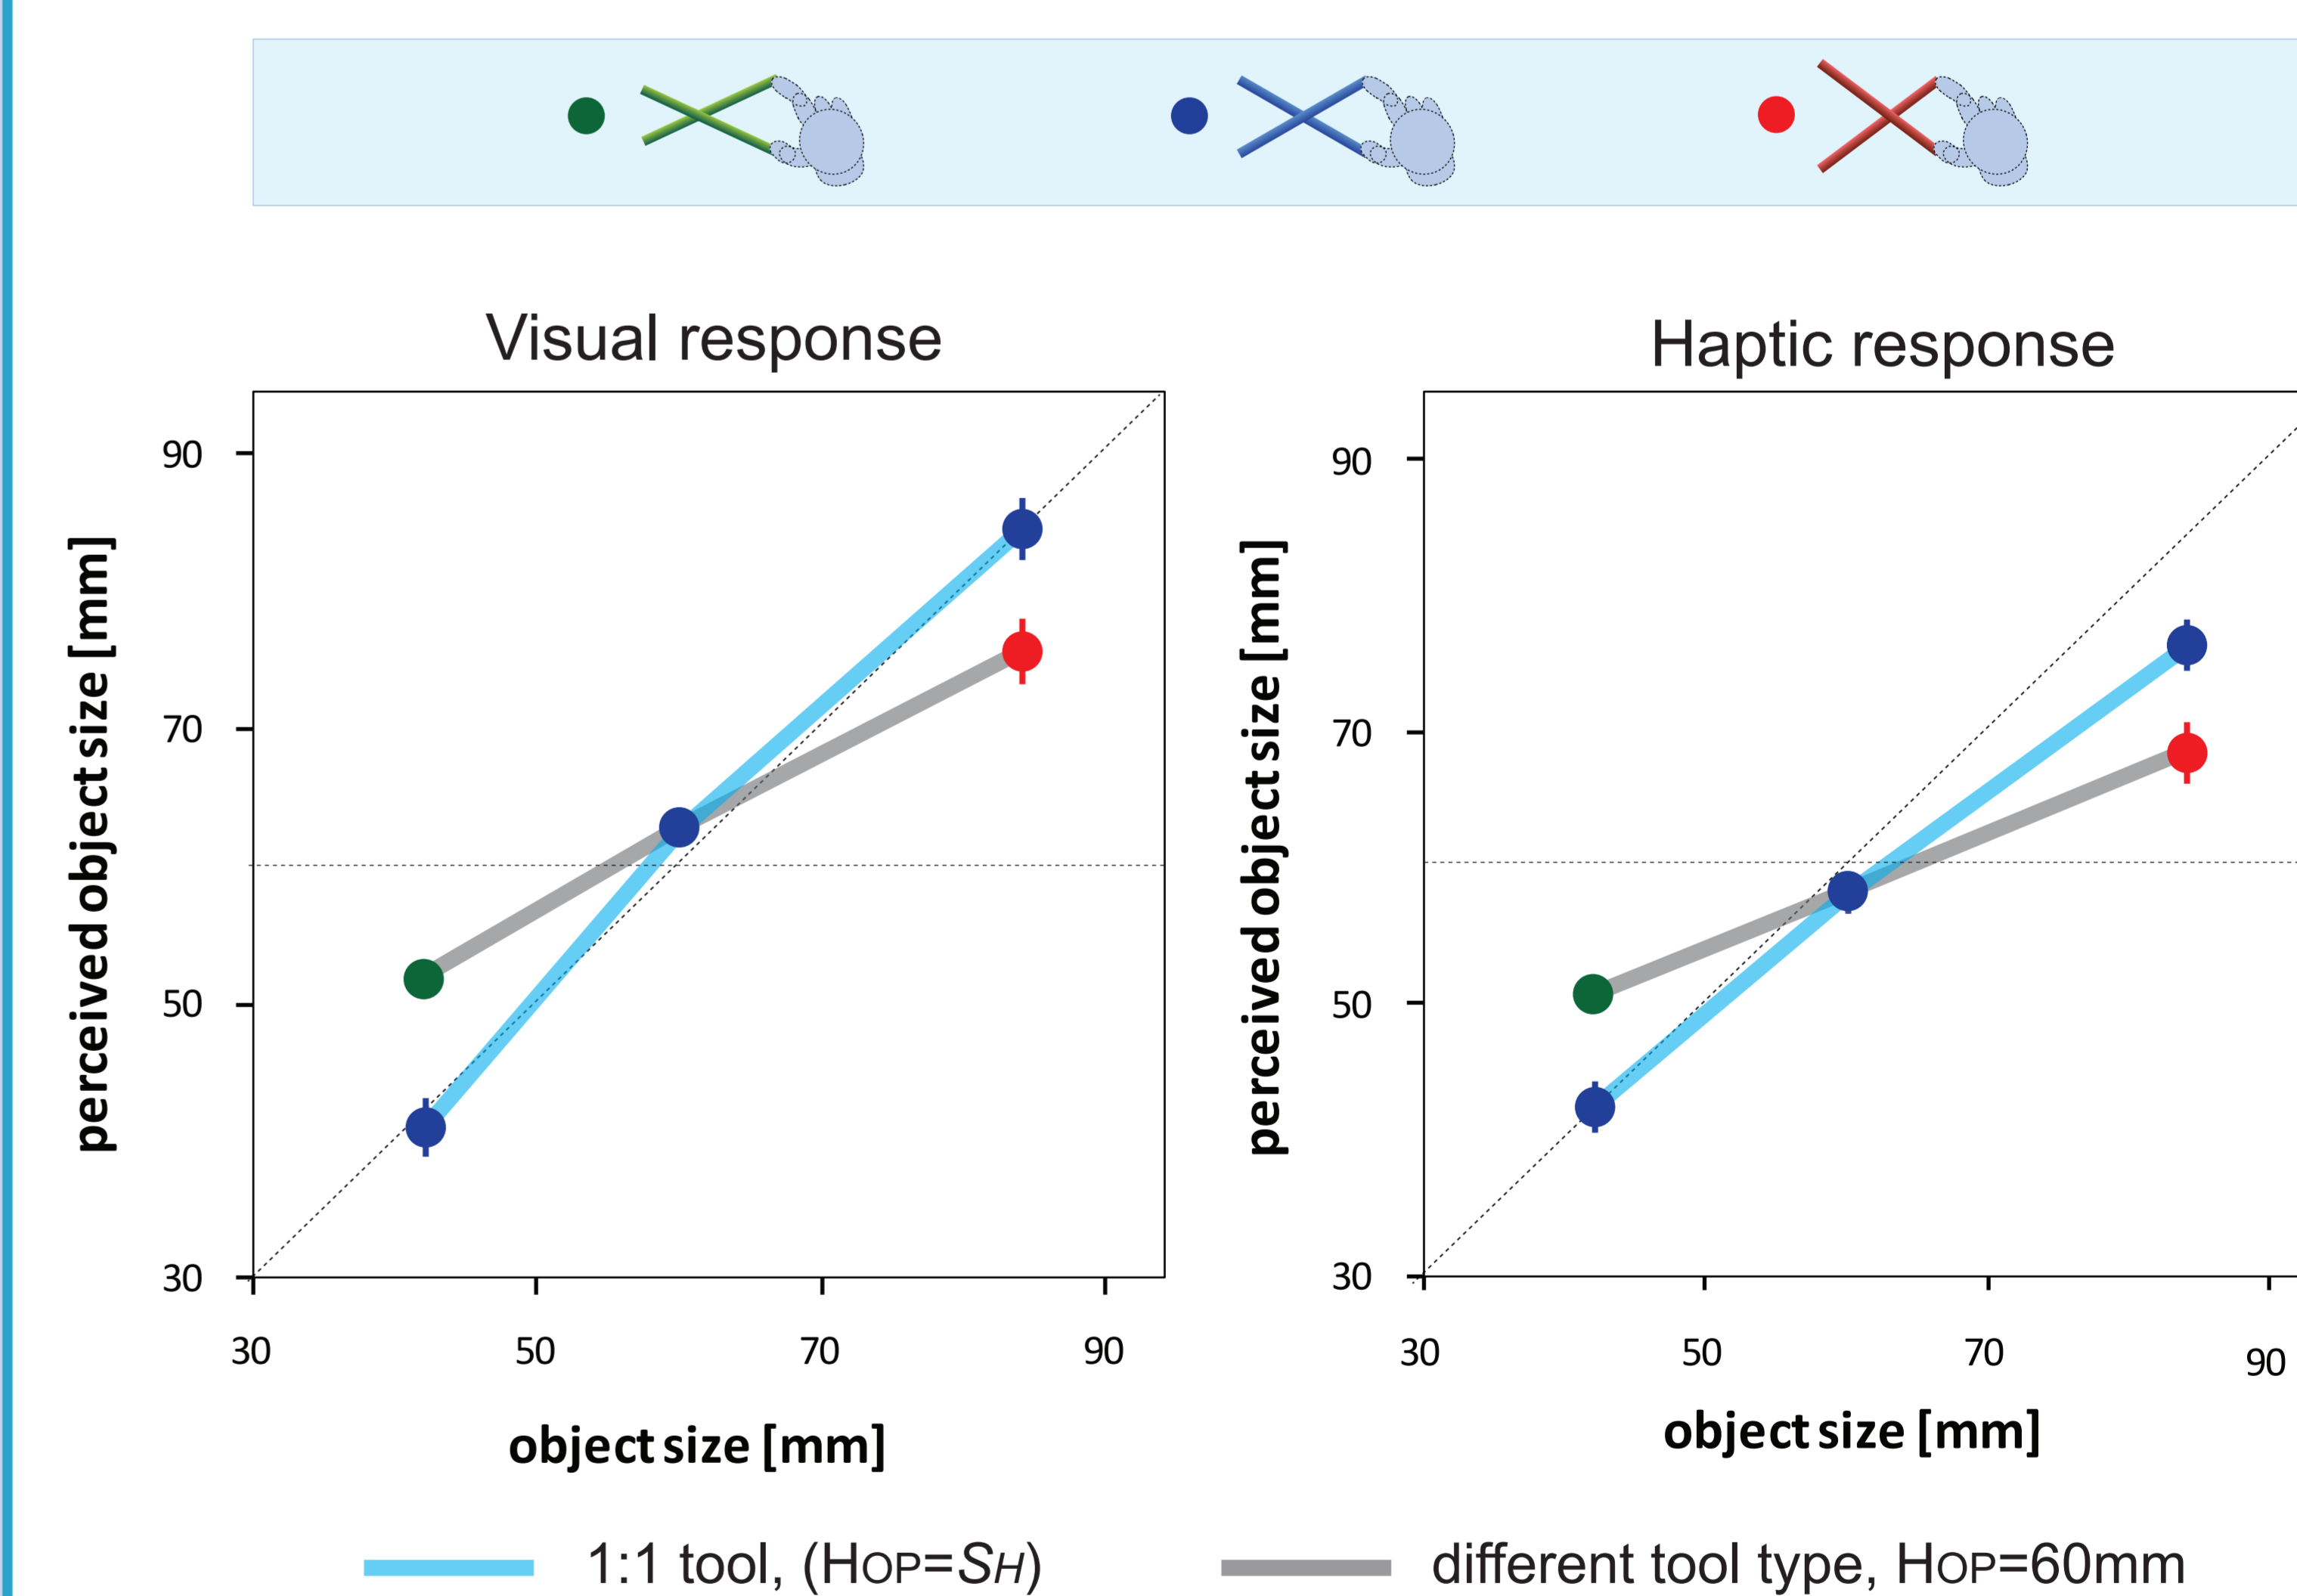 Visual response
Haptic response
perceived object size [mm]
90
70
50
30
30
50
70
90
object size [mm]
perceived object size [mm]
90
70
50
30
30
50
70
90
object size [mm]
1:1 tool, (HOP=SH)
different tool type, HOP=60mm